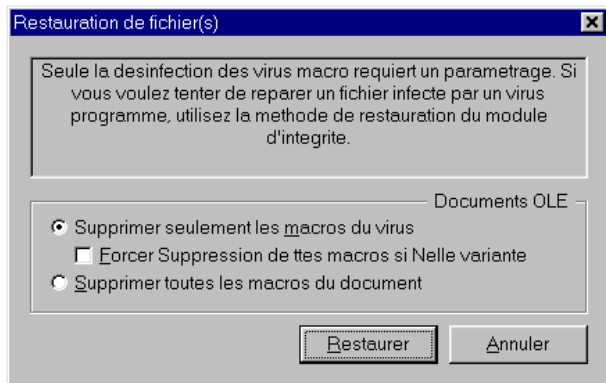 Restauration de fichier(s)
Seule la desinfection des virus macro requiert un parametrage. Si
vous voulez tenter de reparer un fichier infecte par un virus
programme, utilisez la methode de restauration du module
d'integrite.
Documents OLE
Supprimer seulement les macros du virus
Forcer Suppression de ttes macros si Nelle variante
Supprimer toutes les macros du document
Restaurer
Annuler